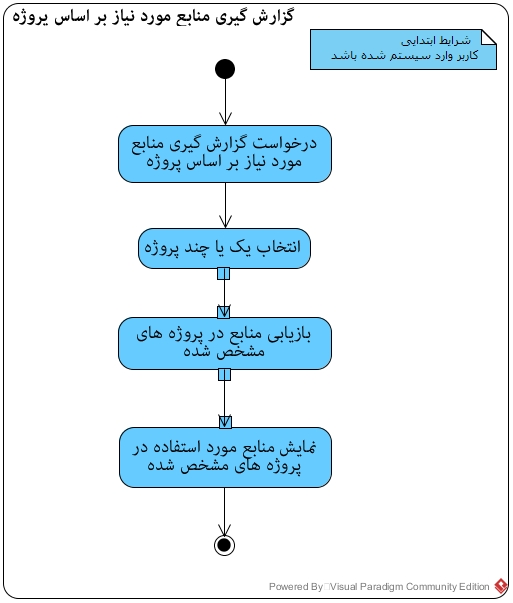 گزارش گیری منابع مورد نیاز بر اساس پروژه
شرایط ابتدایی
کاربر وارد سیستم شده باشد
درخواست گزارش گیری منابع
مورد نیاز بر اساس پروژه
انتخاب یک یا چند پروژه
بازیابی منابع در پروژه های
مشخص شده
نمایش منابع مورد استفاده در
پروژه های مشخص شده
Powered By Visual Paradigm Community Edition